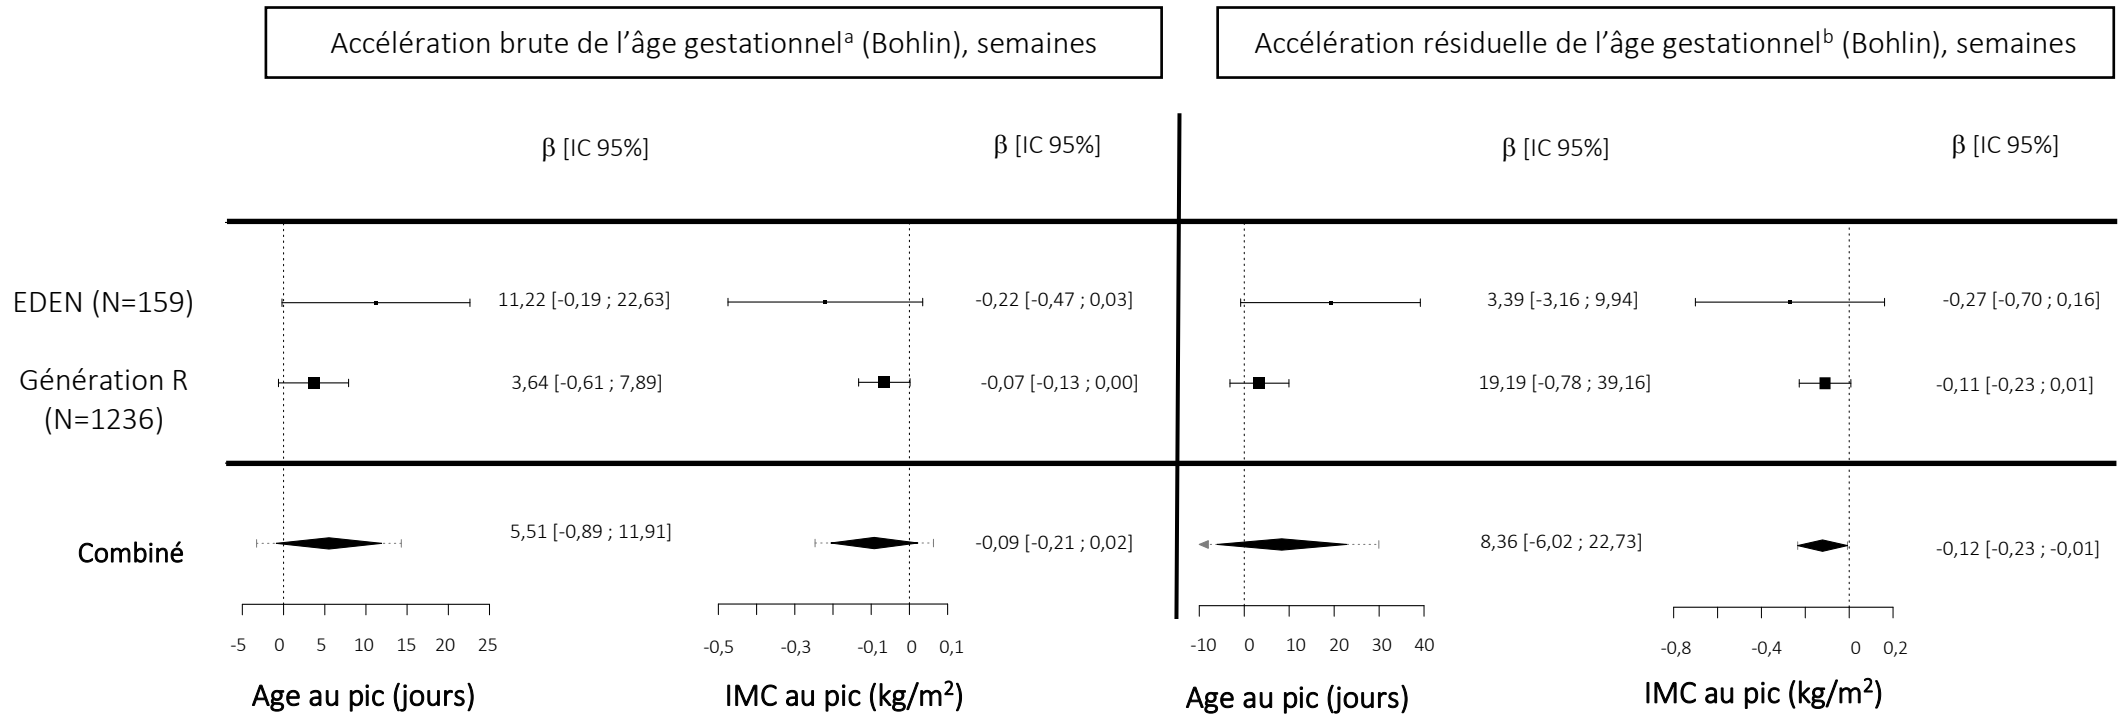 Accélération brute de l’âge gestationnelᵃ (Bohlin), semaines
Accélération résiduelle de l’âge gestationnelᵇ (Bohlin), semaines
β [IC 95%]
β [IC 95%]
β [IC 95%]
β [IC 95%]
EDEN (N=159)
11,22 [-0,19 ; 22,63]
-0,22 [-0,47 ; 0,03]
3,39 [-3,16 ; 9,94]
-0,27 [-0,70 ; 0,16]
Génération R
(N=1236)
3,64 [-0,61 ; 7,89]
-0,07 [-0,13 ; 0,00]
19,19 [-0,78 ; 39,16]
-0,11 [-0,23 ; 0,01]
Combiné
5,51 [-0,89 ; 11,91]
-0,09 [-0,21 ; 0,02]
8,36 [-6,02 ; 22,73]
-0,12 [-0,23 ; -0,01]
-5 0 5 10 15 20 25
-0,5 -0,3 -0,1 0 0,1
-10 0 10 20 30 40
-0,8 -0,4 0 0,2
Age au pic (jours)
IMC au pic (kg/m²)
Age au pic (jours)
IMC au pic (kg/m²)